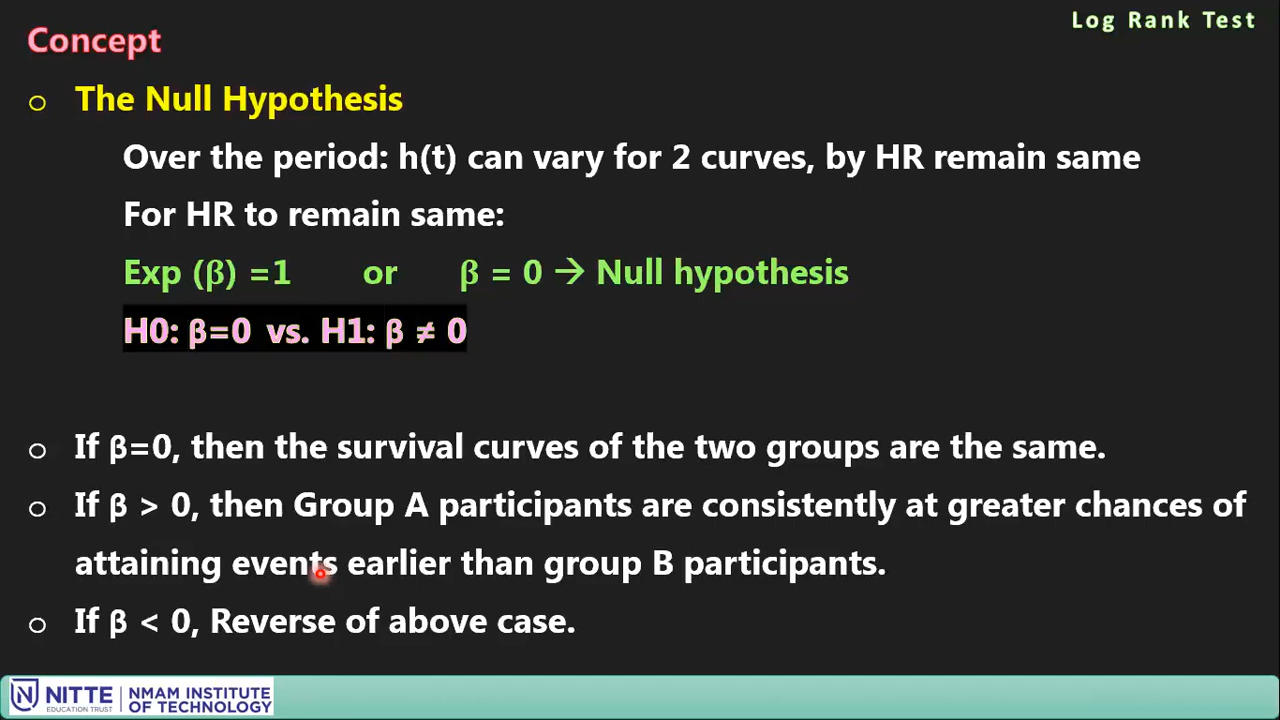 Log Rank Test
Concept
o The Null Hypothesis
Over the period: h(t) can vary for 2 curves, by HR remain same
For HR to remain same:
Exp (β) =1 or β = 0 → Null hypothesis
H0: β=0 vs. H1: β ≠ 0
o If β=0, then the survival curves of the two groups are the same.
o If β > 0, then Group A participants are consistently at greater chances of
attaining events earlier than group B participants.
o If β < 0, Reverse of above case.
NITTE
EDUCATION TRUST
NMAM INSTITUTE
OF TECHNOLOGY